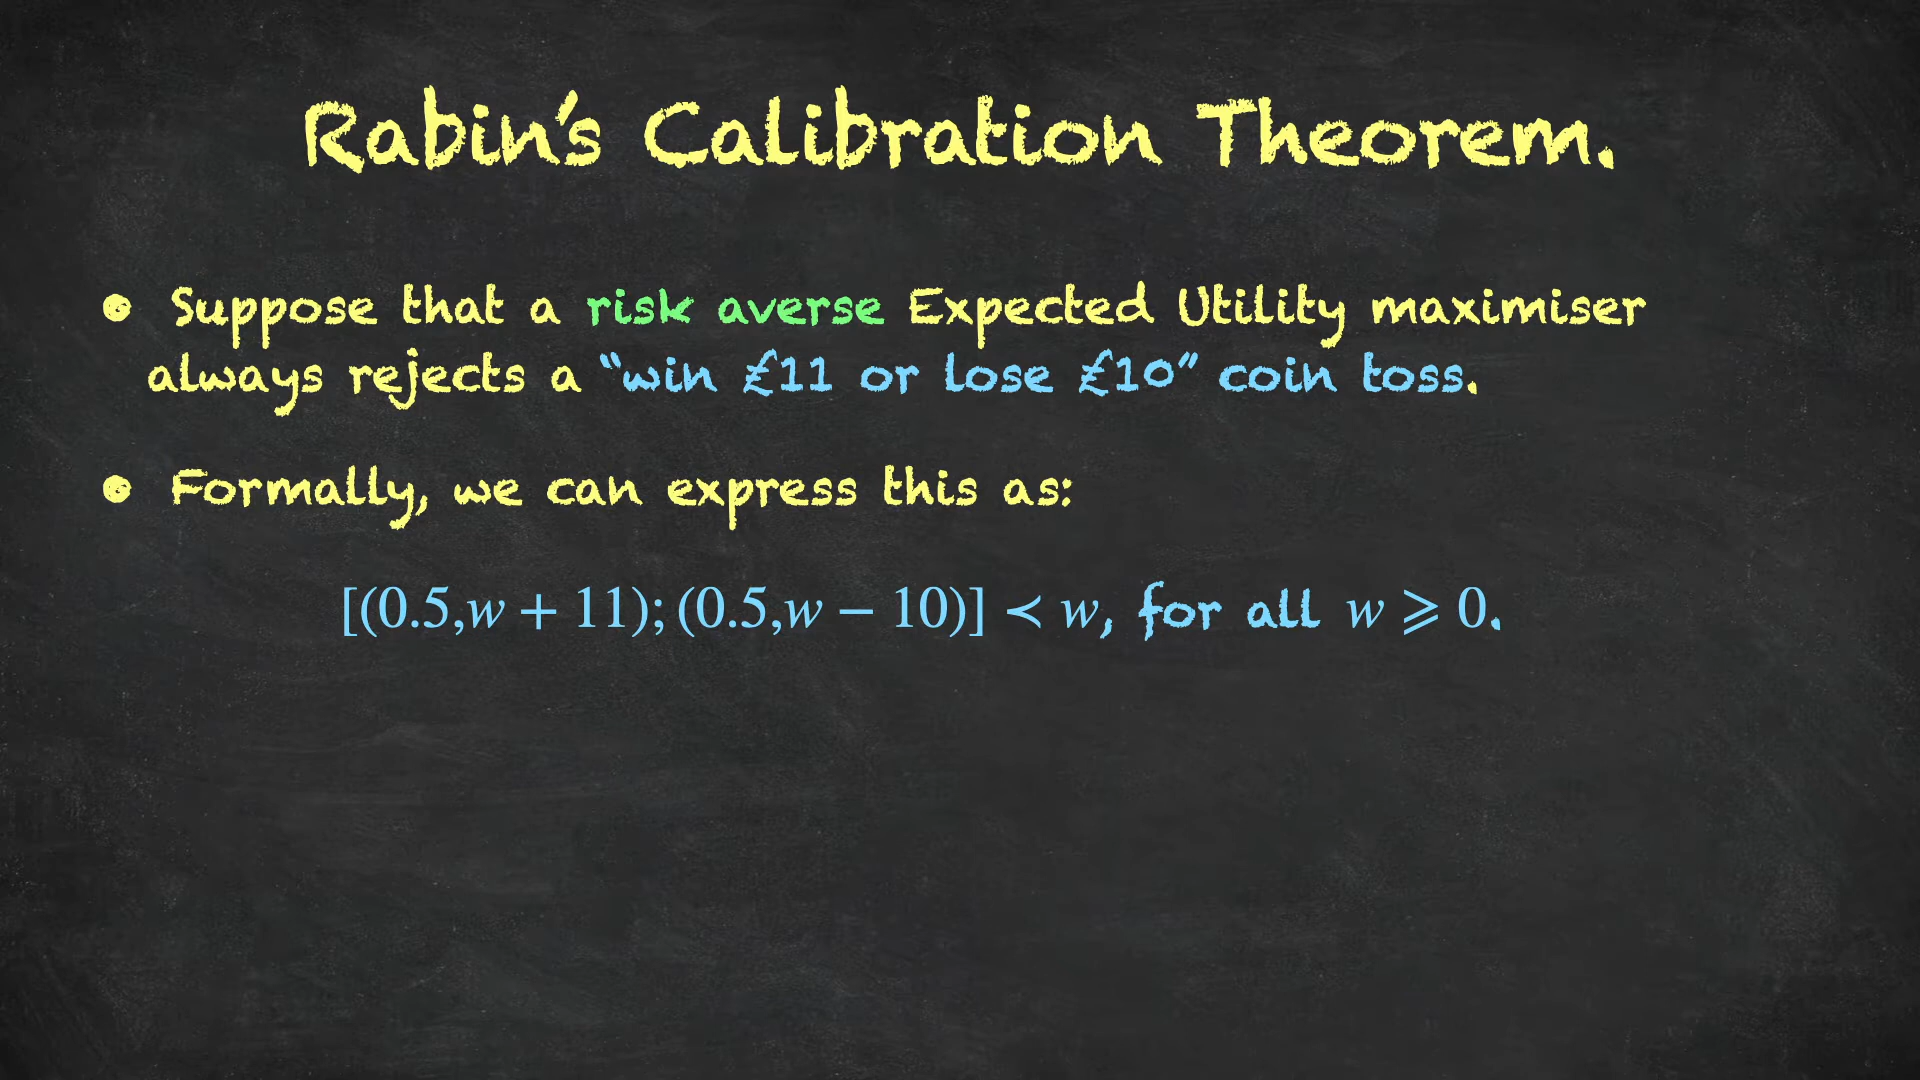 Rabin's Calibration Theorem.
• Suppose that a risk averse Expected Utility maximiser
always rejects a “win £11 or lose £10” coin toss.
• Formally, we can express this as:
[(0.5,w + 11); (0.5,w − 10)] ≺ w, for all w ⩾ 0.